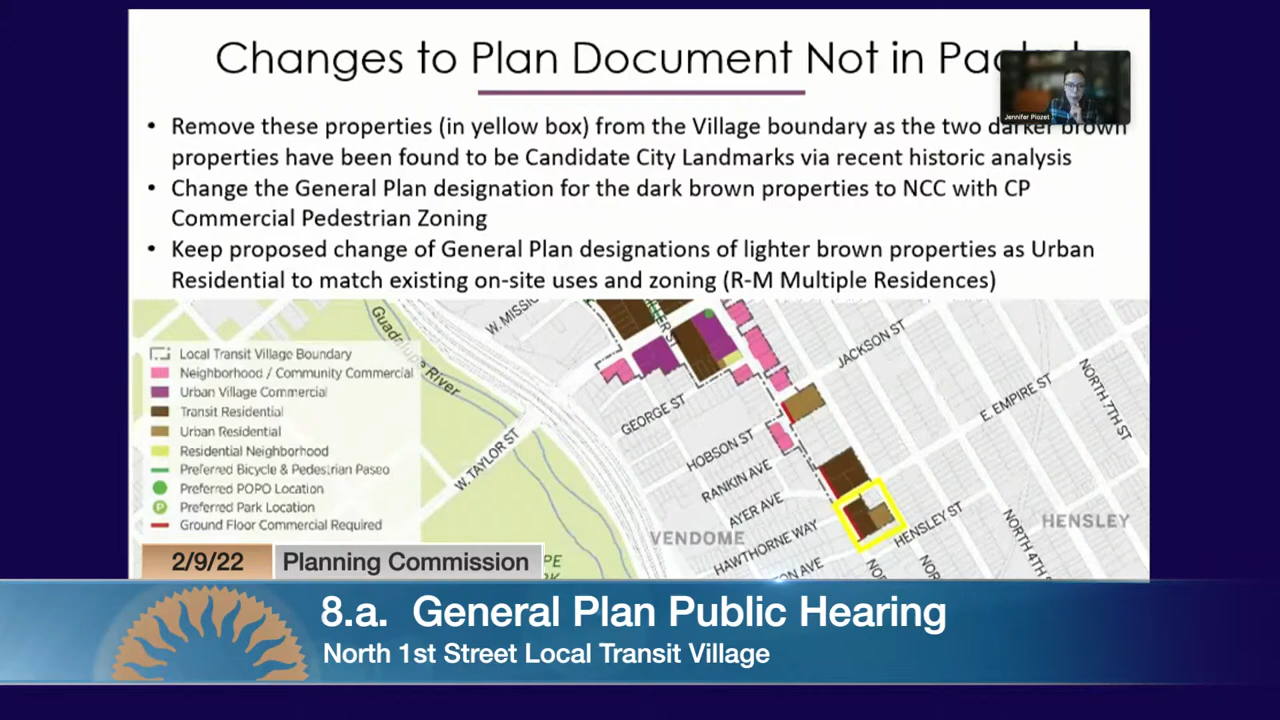 Changes to Plan Document Not in
Jennifer Piozet
• Remove these properties (in yellow box) from the Village boundary as the two darker brown
properties have been found to be Candidate City Landmarks via recent historic analysis
• Change the General Plan designation for the dark brown properties to NCC with CP
Commercial Pedestrian Zoning
• Keep proposed change of General Plan designations of lighter brown properties as Urban
Residential to match existing on-site uses and zoning (R-M Multiple Residences)
Local Transit Village Boundary
Neighborhood / Community Commercial
Urban Village Commercial
Transit Residential
Urban Residential
Residential Neighborhood
Preferred Bicycle & Pedestrian Paseo
Preferred POPO Location
P Preferred Park Location
Ground Floor Commercial Required
Guadalupe River
W. TAYLOR ST
GEORGE ST
HOBSON ST
RANKIN AVE
AYER AVE
HAWTHORNE WAY
VENDOME
JACKSON ST
E. EMPIRE ST
NORTH 7TH ST
HENSLEY ST
HENSLEY
2/9/22
Planning Commission
8.a. General Plan Public Hearing
North 1st Street Local Transit Village